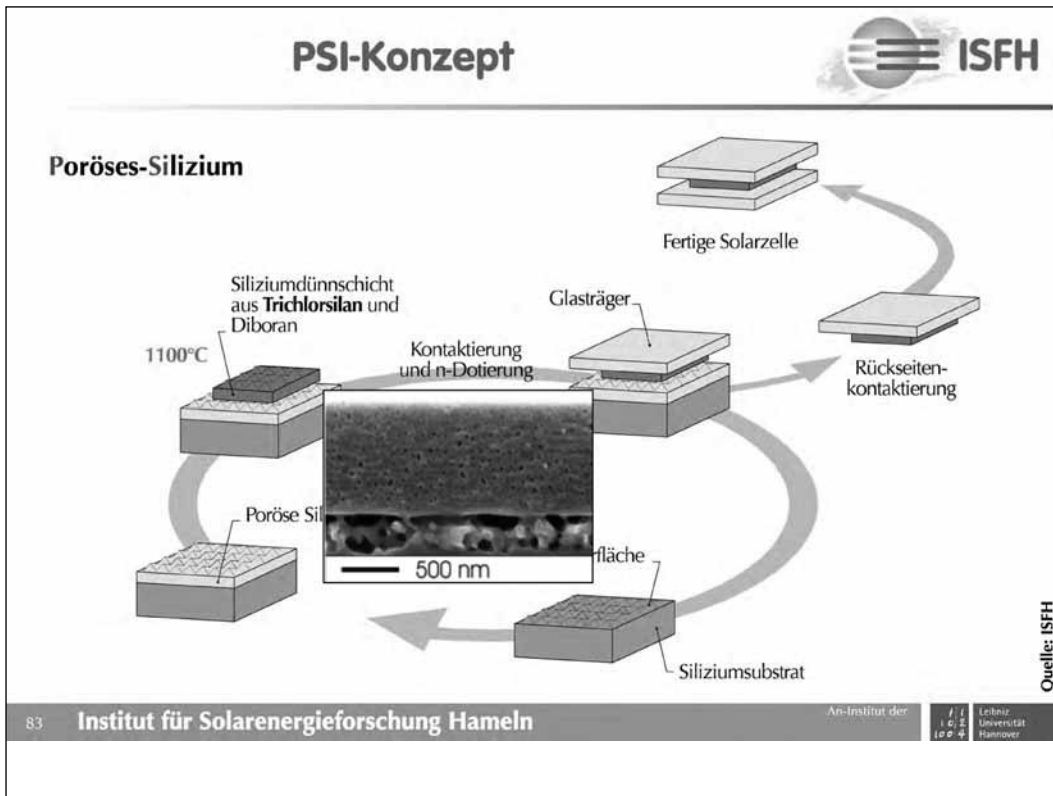 PSI-Konzept
ISFH
Poröses-Silizium
Fertige Solarzelle
Siliziumdünnschicht
aus Trichlorsilan und
Diboran
1100°C
Glasträger
Kontaktierung
und n-Dotierung
Rückseiten-
kontaktierung
Poröse Sil
500 nm
fläche
Siliziumsubstrat
Quelle: ISFH
83 Institut für Solarenergieforschung Hameln
An-Institut der
Leibniz
Universität
Hannover